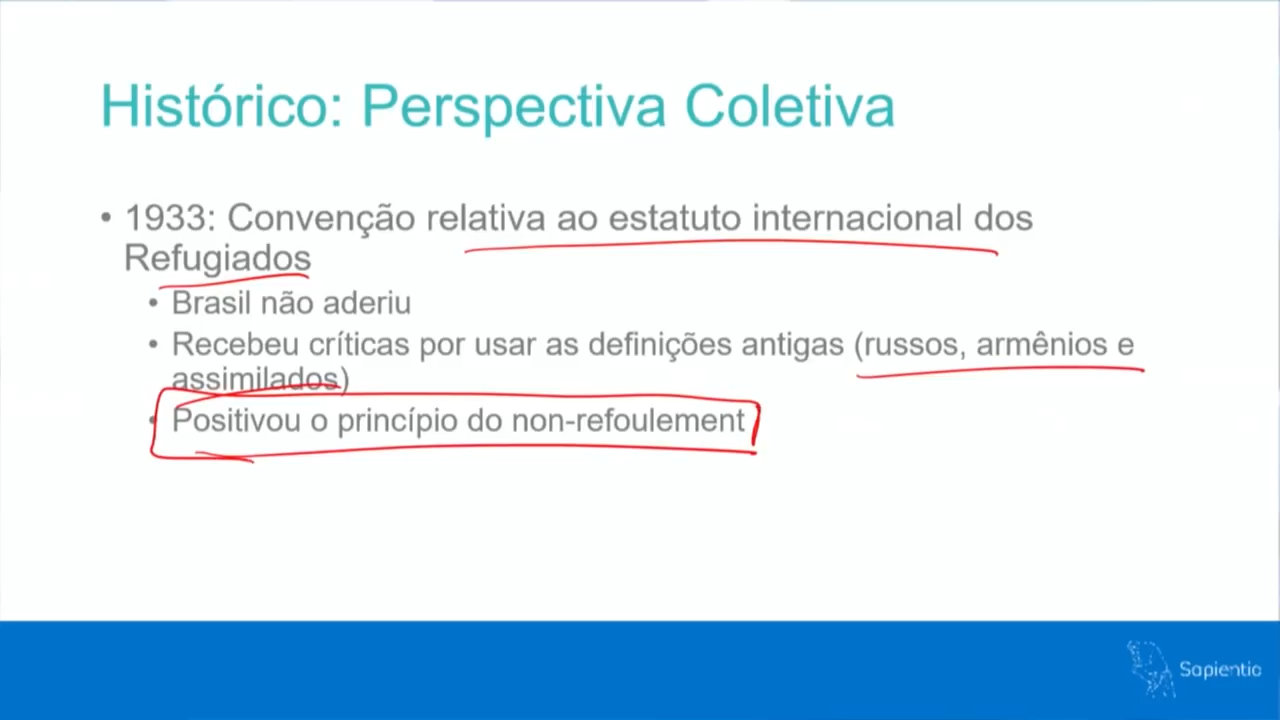 Histórico: Perspectiva Coletiva
• 1933: Convenção relativa ao estatuto internacional dos
Refugiados
• Brasil não aderiu
• Recebeu críticas por usar as definições antigas (russos, armênios e
assimilados)
• Positivou o princípio do non-refoulement
Sapientia